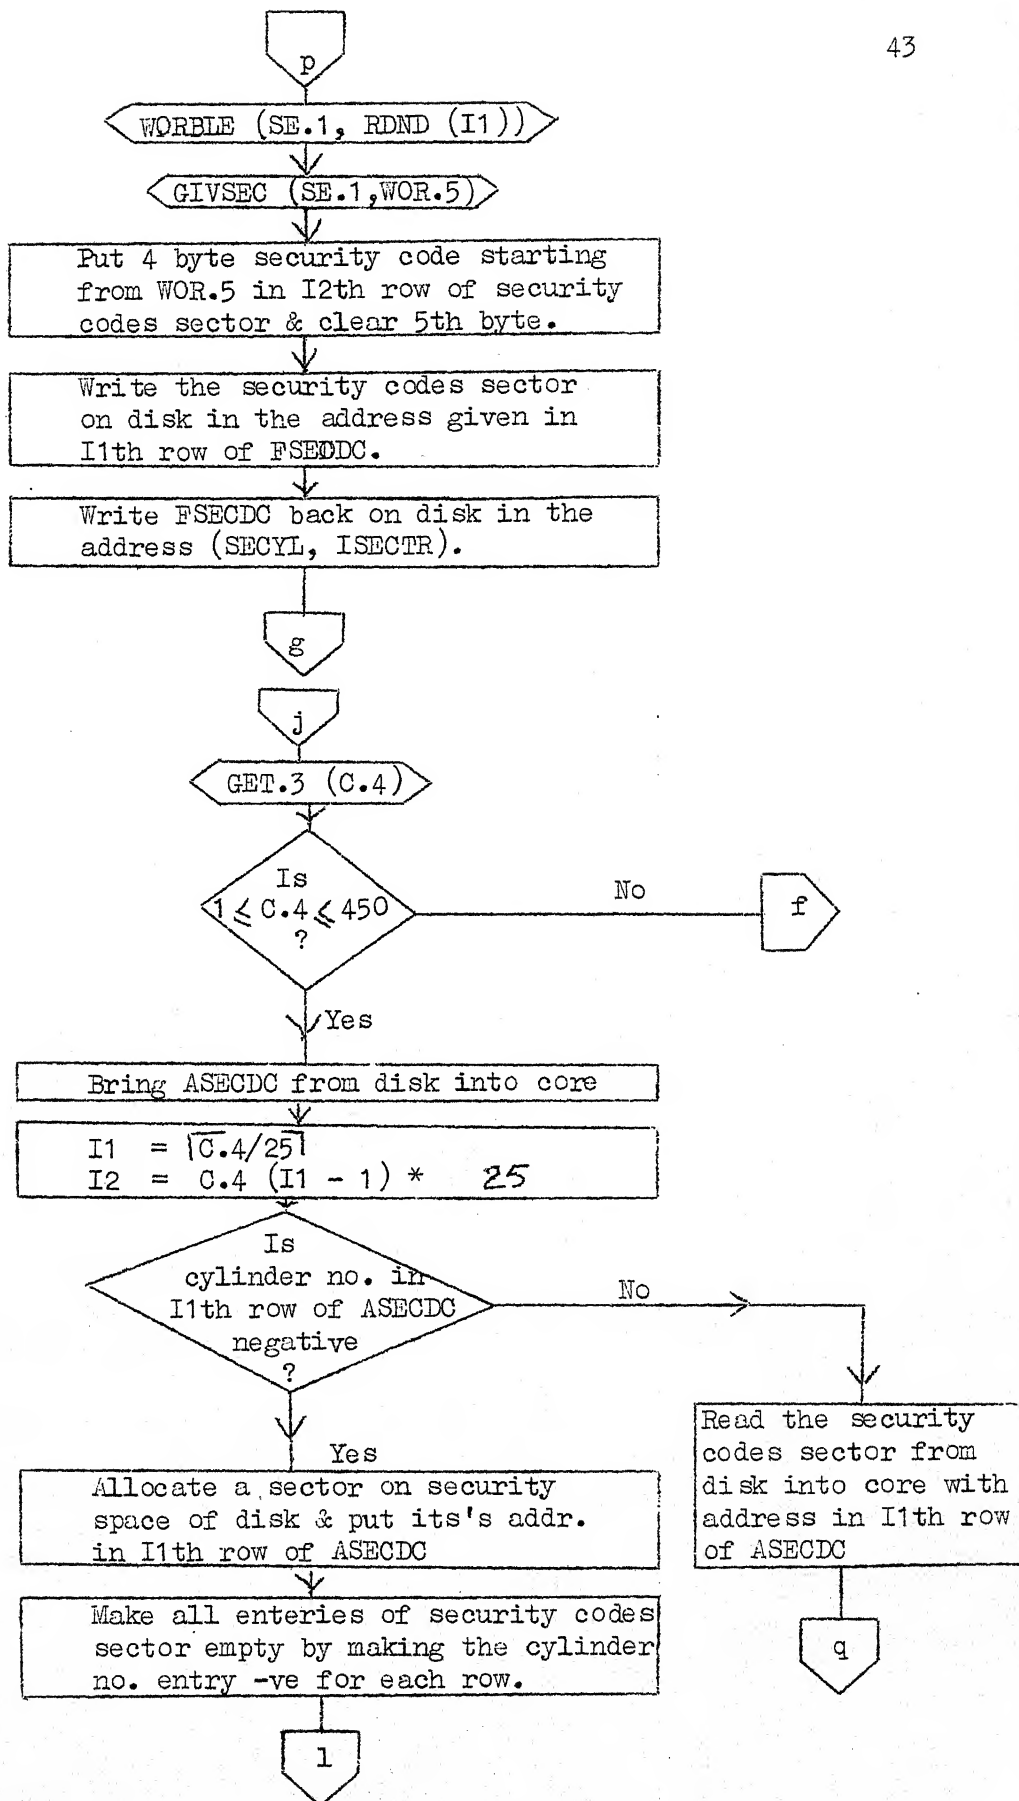 43
p
WORBLE (SE.1, RDND (I1))
GIVSEC (SE.1,WOR.5)
Put 4 byte security code starting
from WOR.5 in I2th row of security
codes sector & clear 5th byte.
Write the security codes sector
on disk in the address given in
I1th row of FSECDC.
Write FSECDC back on disk in the
address (SECYL, ISECTR).
g
j
GET.3 (C.4)
Is
1 ≤ C.4 ≤ 450
?
No
f
Yes
Bring ASECDC from disk into core
I1 = ⌈C.4/25⌉
I2 = C.4 (I1 - 1) * 25
Is
cylinder no. in
I1th row of ASECDC
negative
?
No
Yes
Read the security
codes sector from
disk into core with
address in I1th row
of ASECDC
q
Allocate a sector on security
space of disk & put its's addr.
in I1th row of ASECDC
Make all enteries of security codes
sector empty by making the cylinder
no. entry -ve for each row.
l